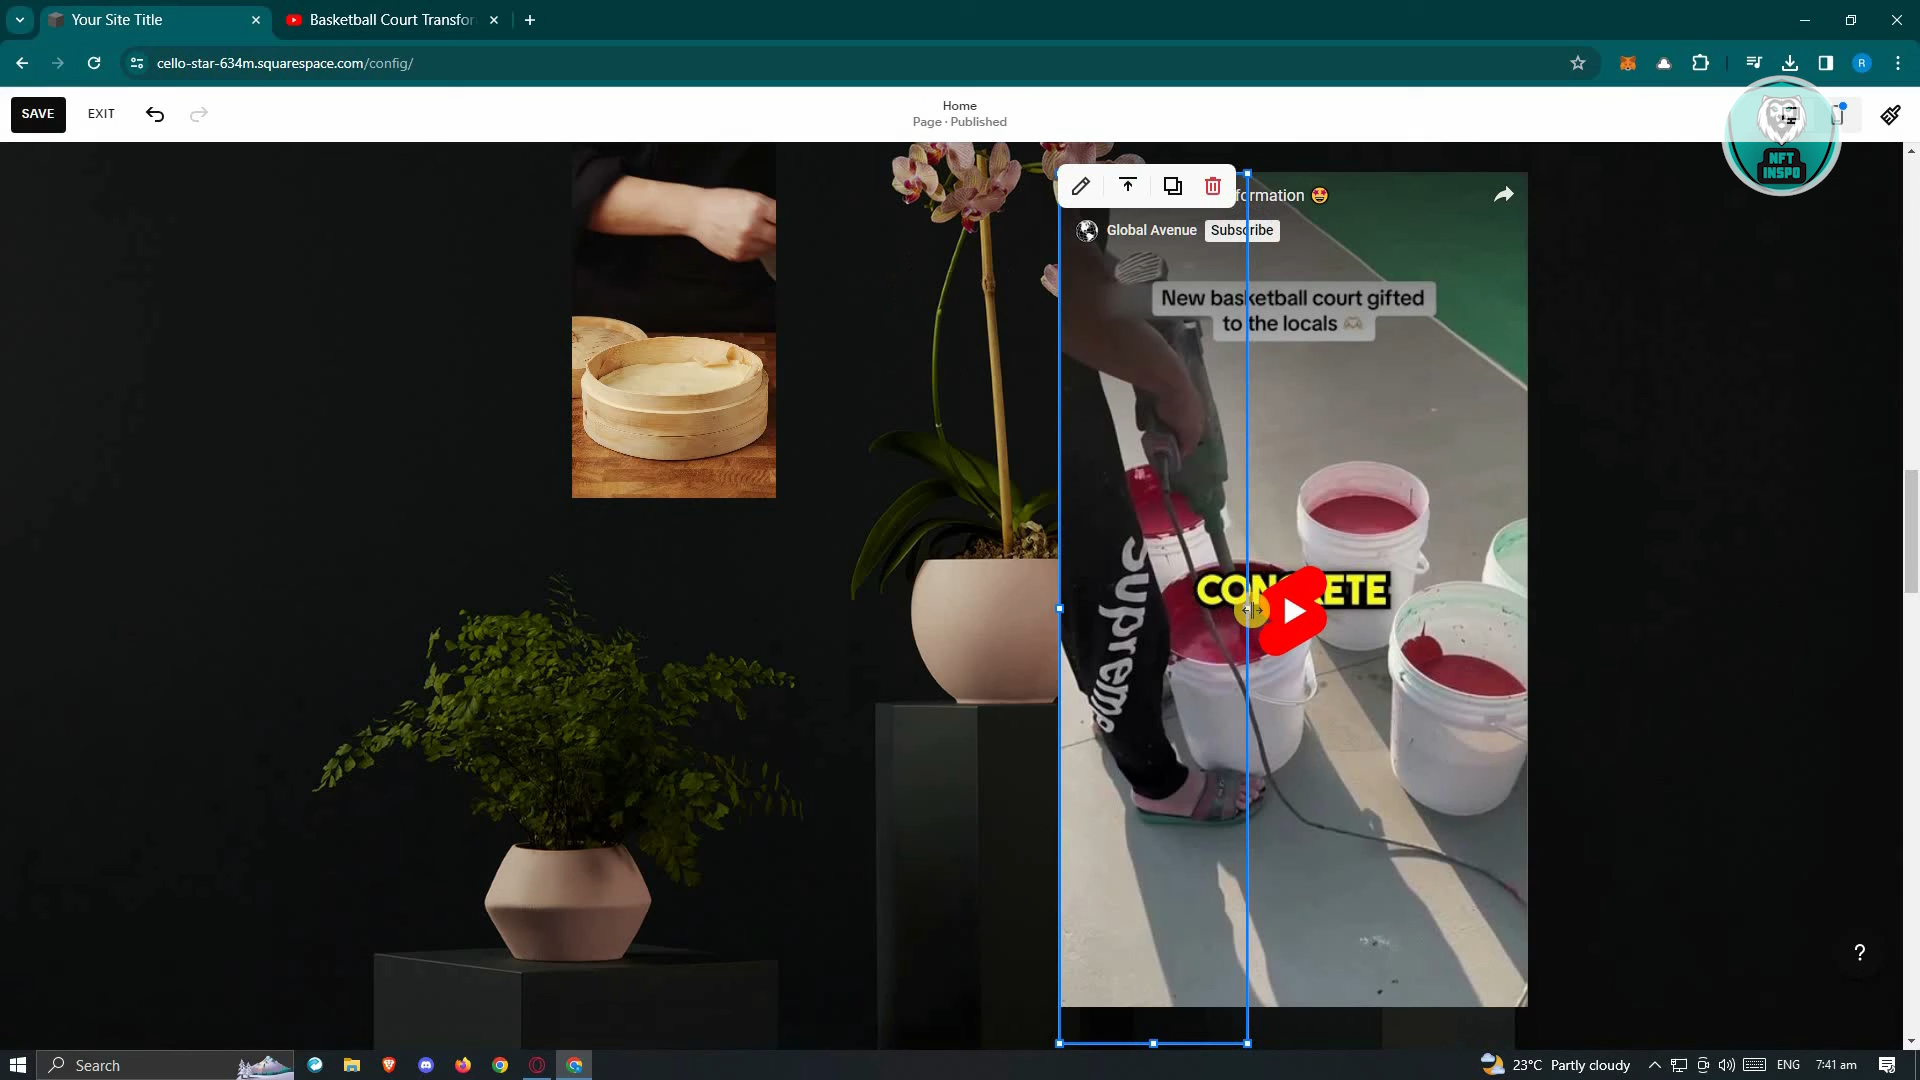 Your Site Title
Basketball Court Transfor
cello-star-634m.squarespace.com/config/
R
SAVE
EXIT
Home
Page · Published
NFT
INSPO
formation 🤩
Global Avenue
Subscribe
New basketball court gifted
to the locals 🫶🏻
CONCRETE
Supreme
?
Search
23°C Partly cloudy
ENG
7:41 am